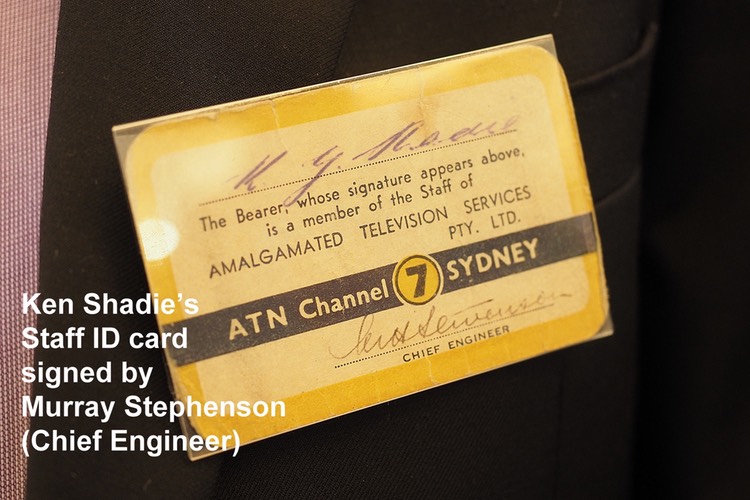 K. G. Shadie
The Bearer, whose signature appears above,
is a member of the Staff of
AMALGAMATED TELEVISION SERVICES
PTY. LTD.
ATN Channel 7 SYDNEY
CHIEF ENGINEER
Ken Shadie's
Staff ID card
signed by
Murray Stephenson
(Chief Engineer)